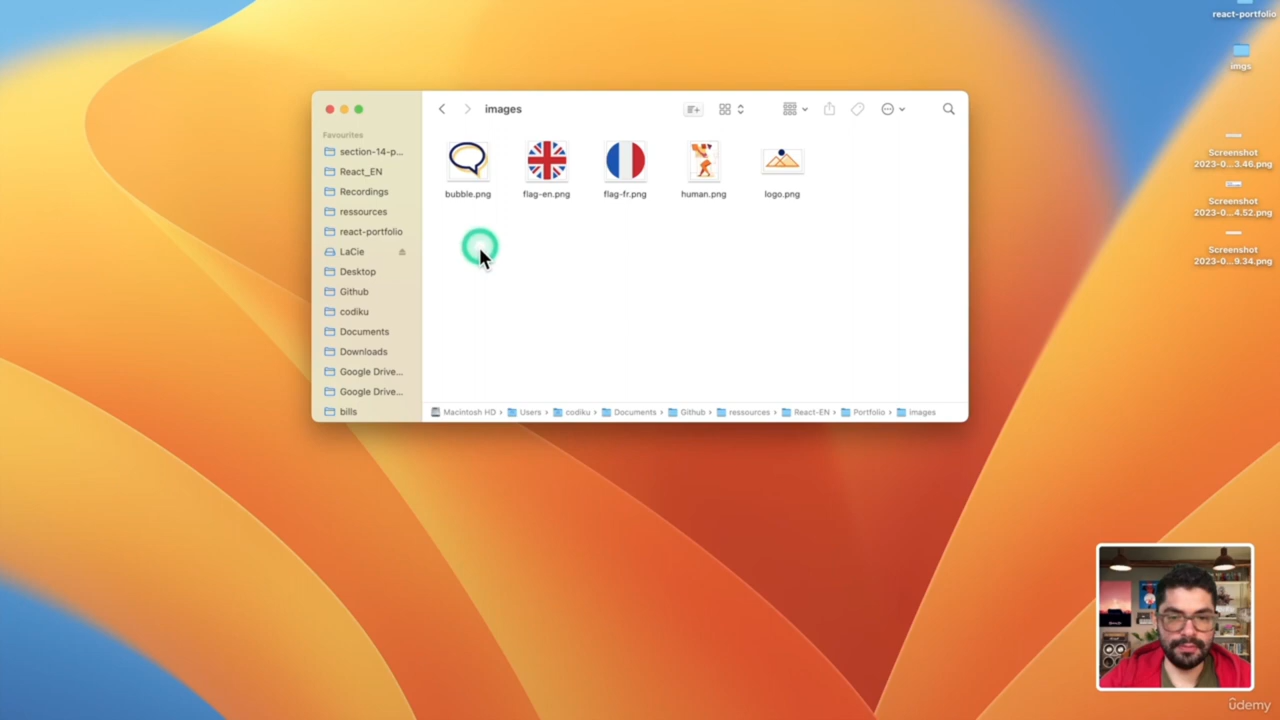 react-portfolio
imgs
Screenshot
2023-0...3.46.png
Screenshot
2023-0...4.52.png
Screenshot
2023-0...9.34.png
images
Favourites
section-14-p...
React_EN
Recordings
ressources
react-portfolio
LaCie
Desktop
Github
codiku
Documents
Downloads
Google Drive...
Google Drive...
bills
bubble.png
flag-en.png
flag-fr.png
human.png
logo.png
Macintosh HD › Users › codiku › Documents › Github › ressources › React-EN › Portfolio › images
ûdemy